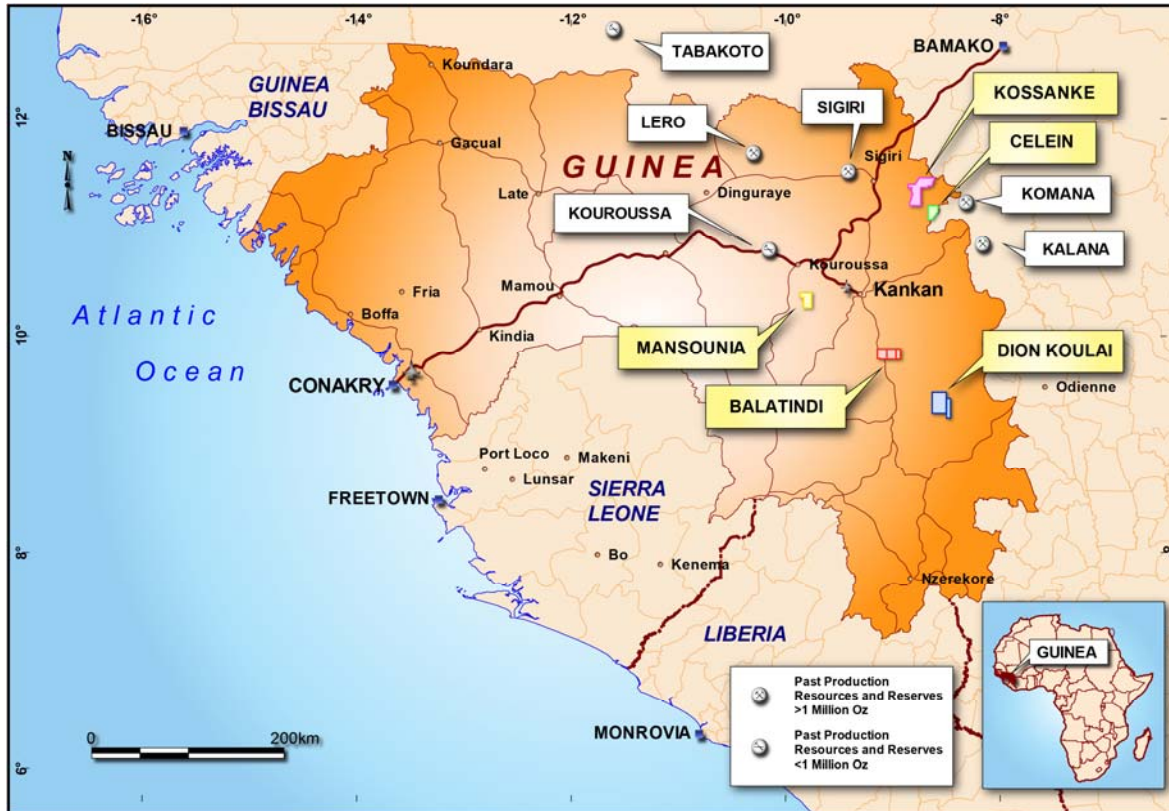 -16°
-14°
-12°
-10°
-8°
TABAKOTO
BAMAKO
Koundara
GUINEA
BISSAU
KOSSANKE
SIGIRI
LERO
12°
BISSAU
CELEIN
N
Gacual
Sigiri
GUINEA
Late
Dinguraye
KOMANA
KOUROUSSA
KALANA
Kouroussa
Fria
Mamou
Kankan
Atlantic
Ocean
Boffa
10°
Kindia
MANSOUNIA
DION KOULAI
CONAKRY
Odienne
BALATINDI
Port Loco
Makeni
Lunsar
FREETOWN
SIERRA
LEONE
8°
Bo
Kenema
Nzerekore
LIBERIA
GUINEA
Past Production
Resources and Reserves
>1 Million Oz
Past Production
Resources and Reserves
<1 Million Oz
0
200km
MONROVIA
6°